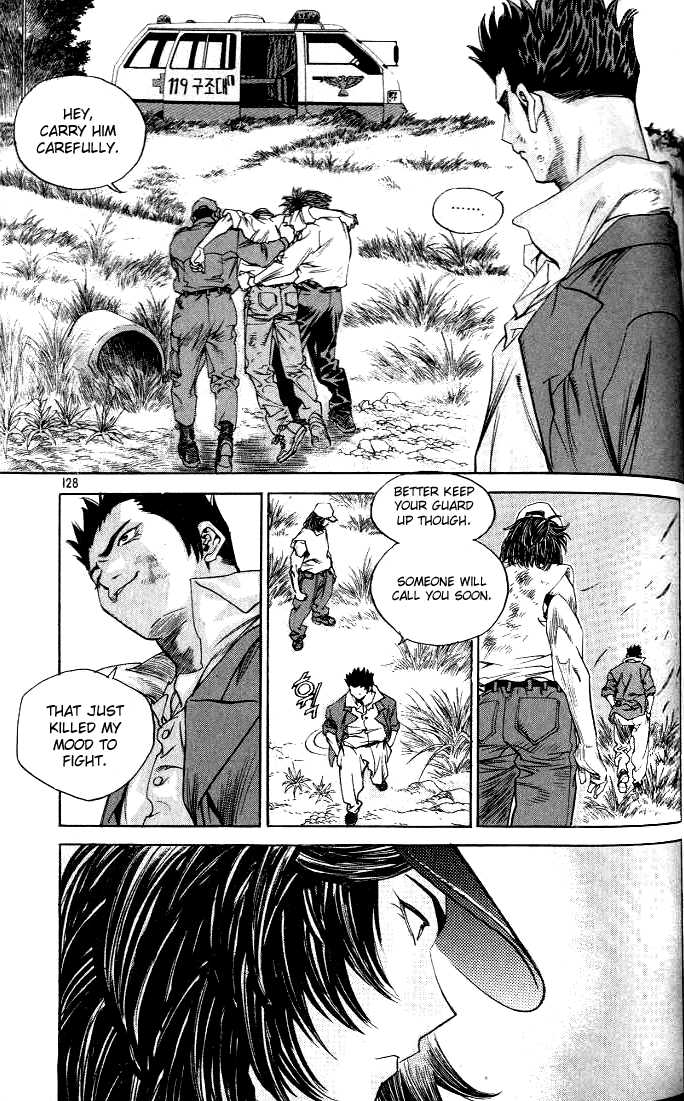 119 구조대
HEY,
CARRY HIM
CAREFULLY.
.......
128
BETTER KEEP
YOUR GUARD
UP THOUGH.
SOMEONE WILL
CALL YOU SOON.
THAT JUST
KILLED MY
MOOD TO
FIGHT.